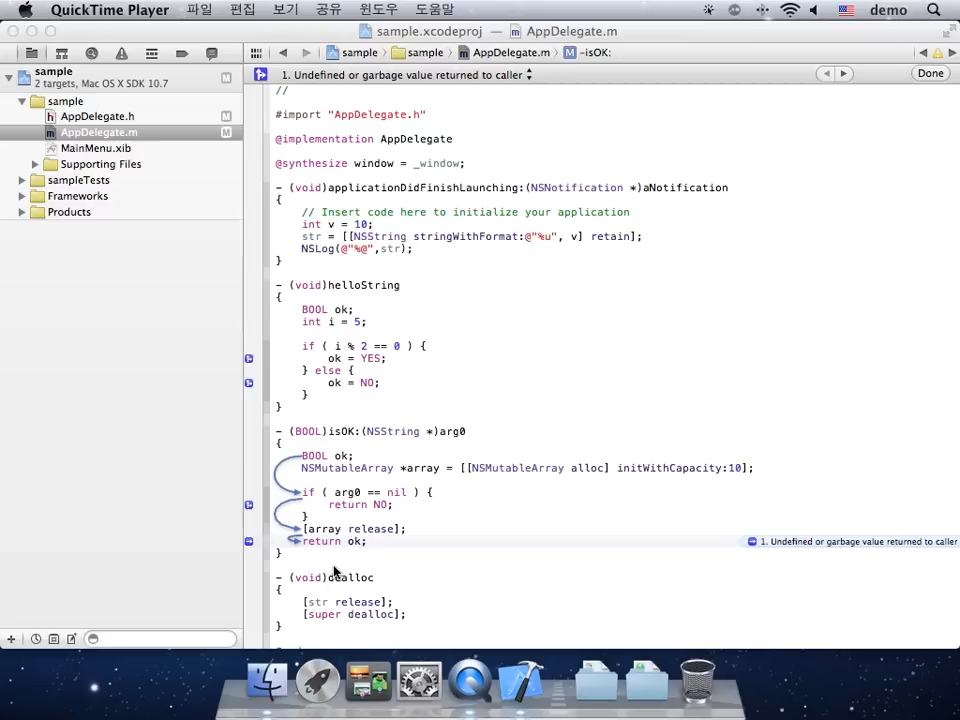 QuickTime Player 파일 편집 보기 공유 윈도우 도움말 demo
sample.xcodeproj AppDelegate.m
sample sample AppDelegate.m M -isOK:
sample M
2 targets, Mac OS X SDK 10.7
1. Undefined or garbage value returned to caller Done
sample
AppDelegate.h M
AppDelegate.m M
MainMenu.xib
Supporting Files
sampleTests
Frameworks
Products
//
#import "AppDelegate.h"
@implementation AppDelegate
@synthesize window = _window;
- (void)applicationDidFinishLaunching:(NSNotification *)aNotification
{
// Insert code here to initialize your application
int v = 10;
str = [[NSString stringWithFormat:@"%u", v] retain];
NSLog(@"%@",str);
}
- (void)helloString
{
BOOL ok;
int i = 5;
if ( i % 2 == 0 ) {
ok = YES;
} else {
ok = NO;
}
}
- (BOOL)isOK:(NSString *)arg0
{
BOOL ok;
NSMutableArray *array = [[NSMutableArray alloc] initWithCapacity:10];
if ( arg0 == nil ) {
return NO;
}
[array release];
return ok; 1. Undefined or garbage value returned to caller
}
- (void)dealloc
{
[str release];
[super dealloc];
}